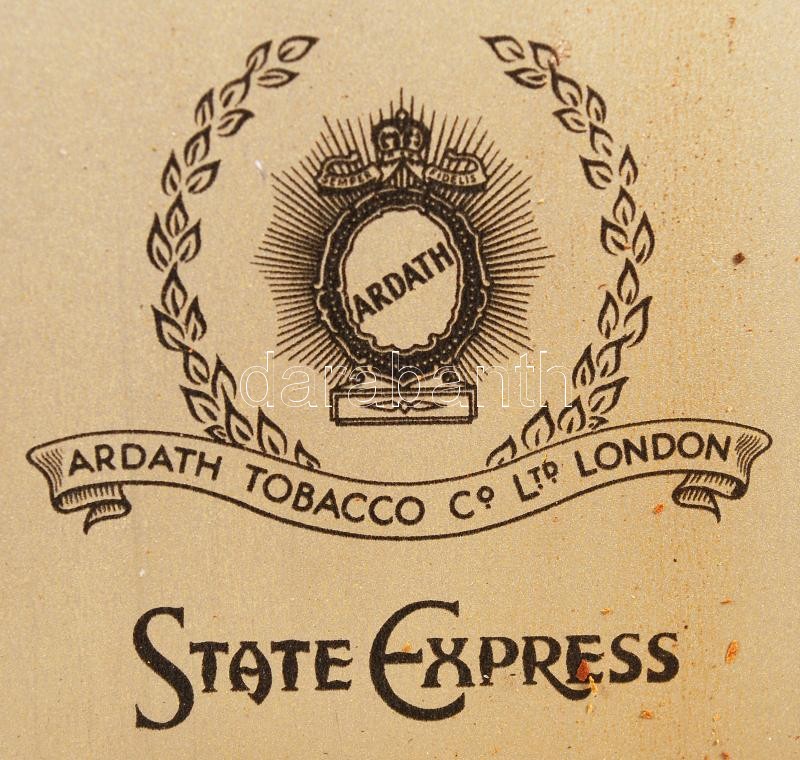 SEMPER FIDELIS
ARDATH
darabanth
ARDATH TOBACCO Cº LTD LONDON
STATE EXPRESS